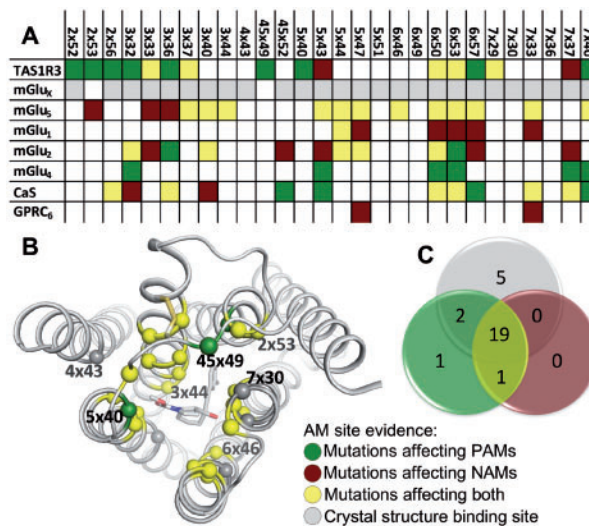 A
2x52 2x53 2x56 3x32 3x33 3x36 3x37 3x40 3x44 4x43 45x49 45x52 5x40 5x43 5x44 5x47 5x51 6x46 6x49 6x50 6x53 6x57 7x29 7x30 7x33 7x36 7x37 7x40
TAS1R3
mGluX
mGlu5
mGlu1
mGlu2
mGlu4
CaS
GPRC6
B
C
4x43
45x49
2x53
3x44
7x30
5x40
6x46
5
2
0
19
1
0
1
AM site evidence:
Mutations affecting PAMs
Mutations affecting NAMs
Mutations affecting both
Crystal structure binding site